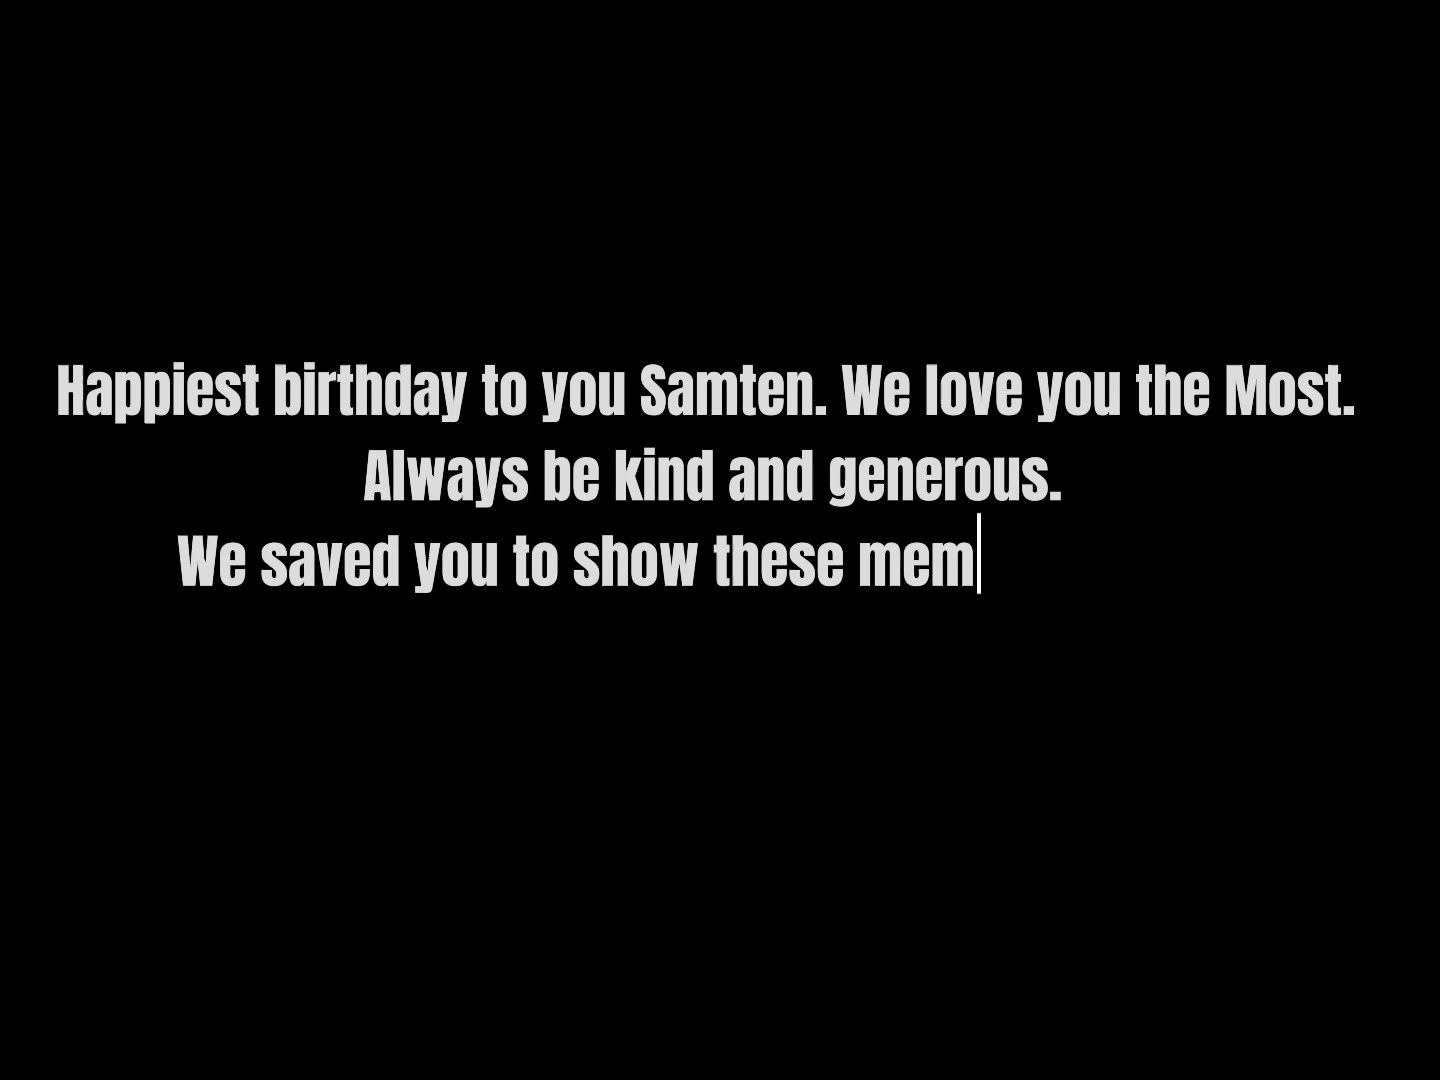 Happiest birthday to you Samten. We love you the Most.
Always be kind and generous.
We saved you to show these mem